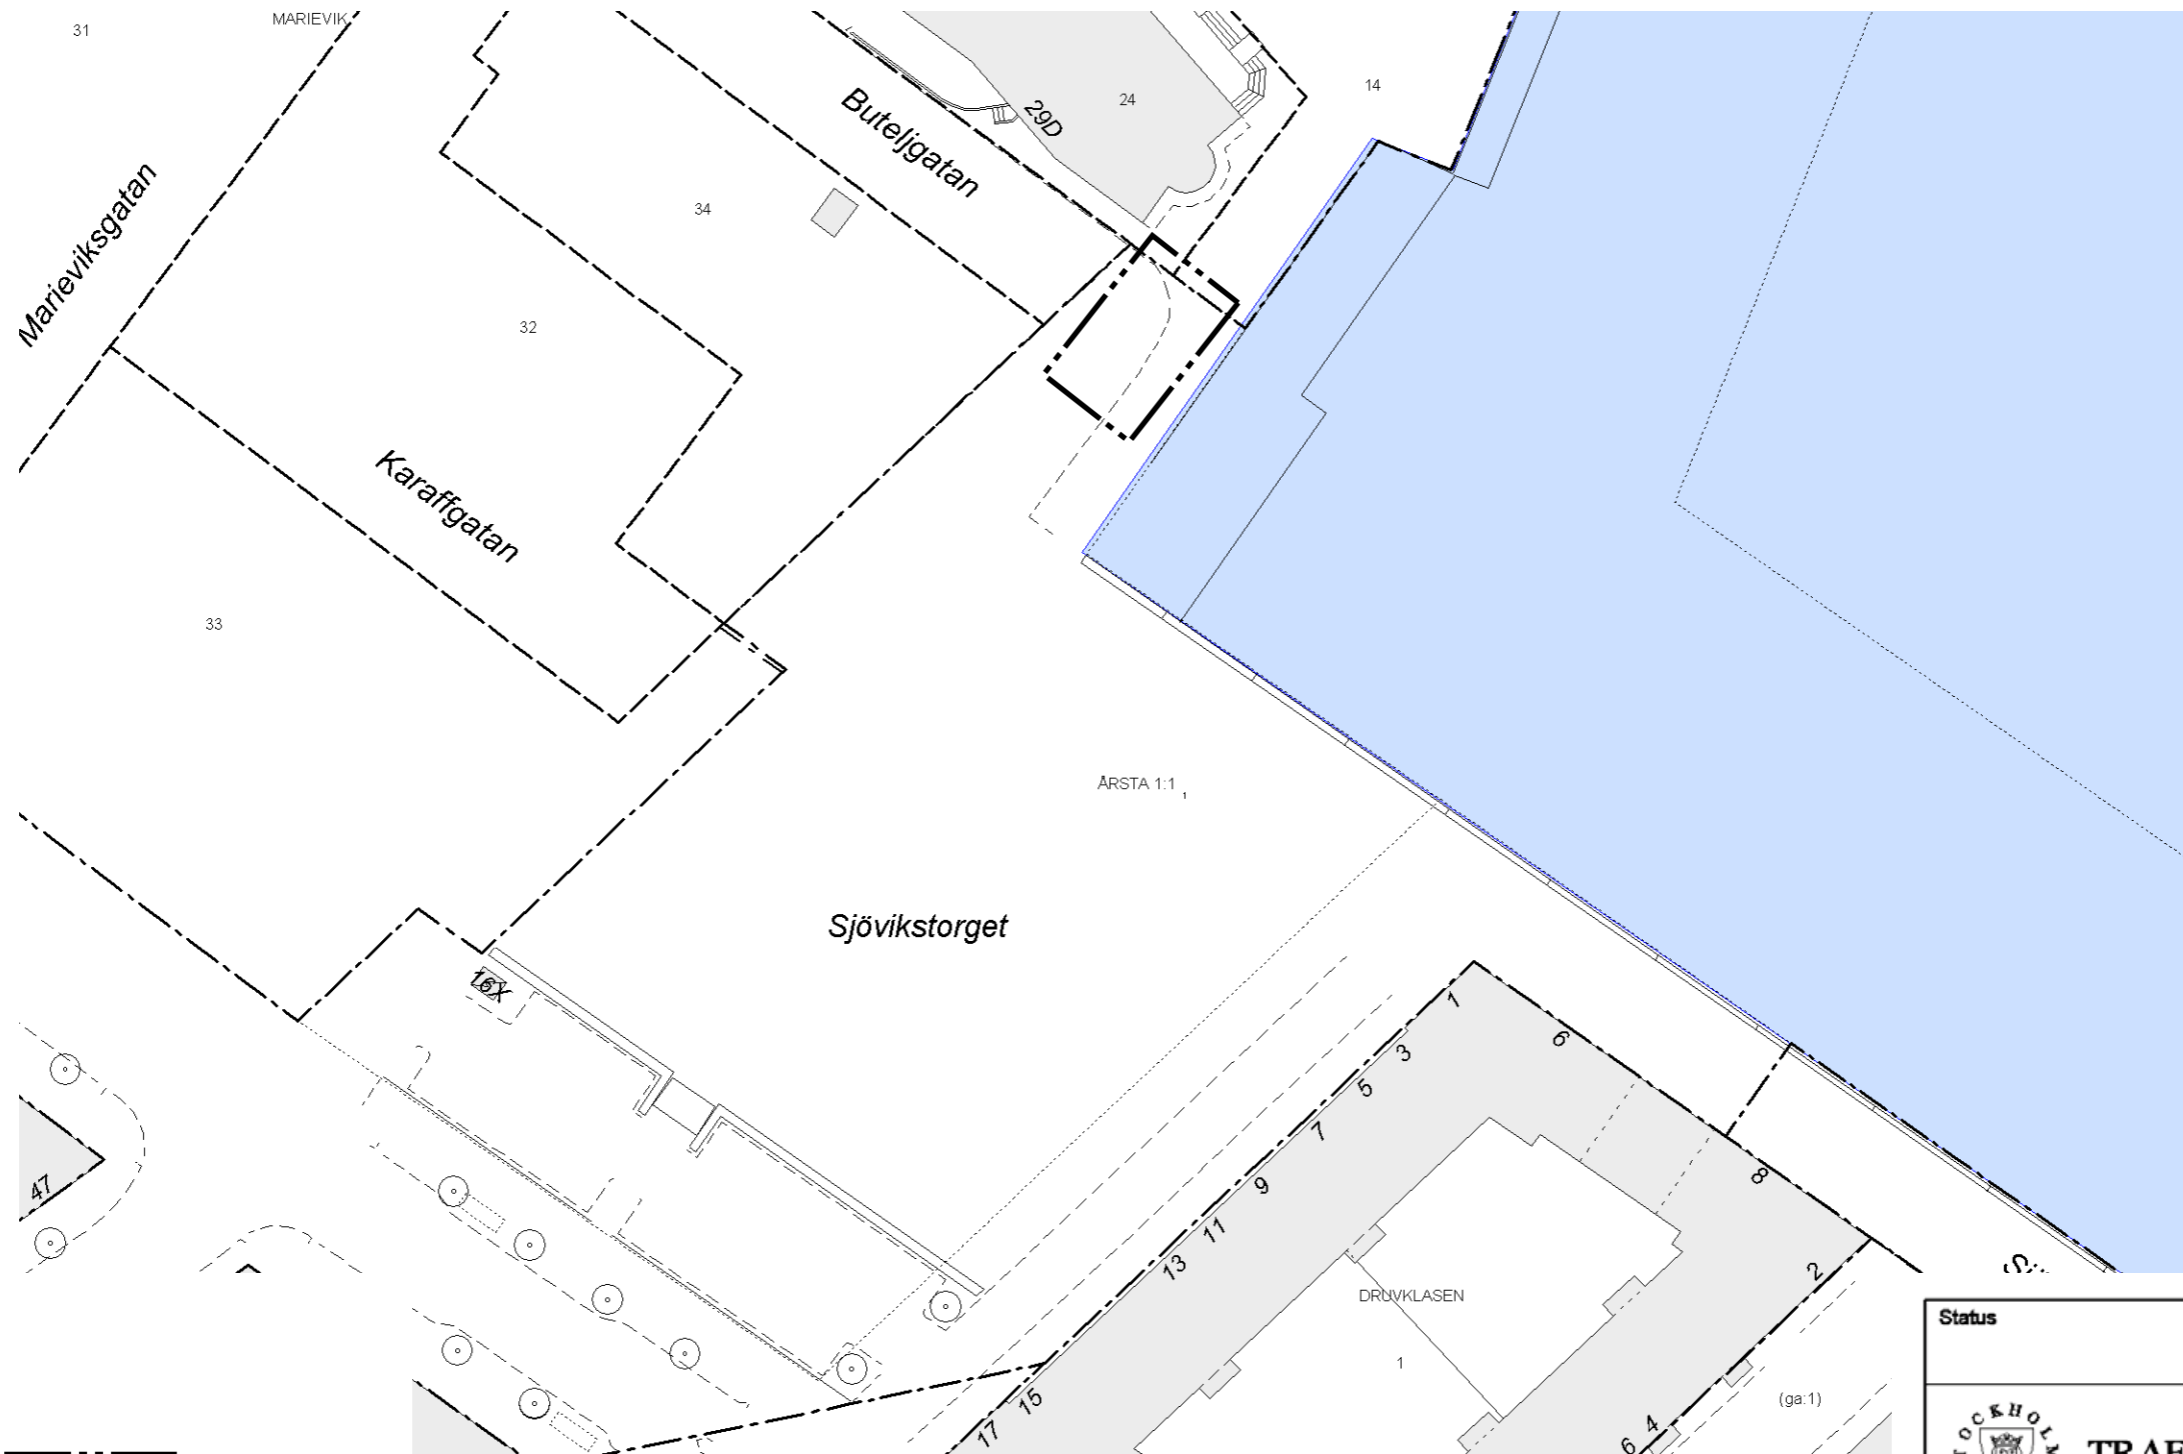 31
MARIEVIK
14
24
29D
Buteljgatan
34
Marieviksgatan
32
Karaffgatan
33
ÅRSTA 1:1
1
Sjövikstorget
16X
1
3
5
7
9
11
13
15
17
6
8
2
4
6
47
DRUVKLASEN
1
(ga:1)
Status